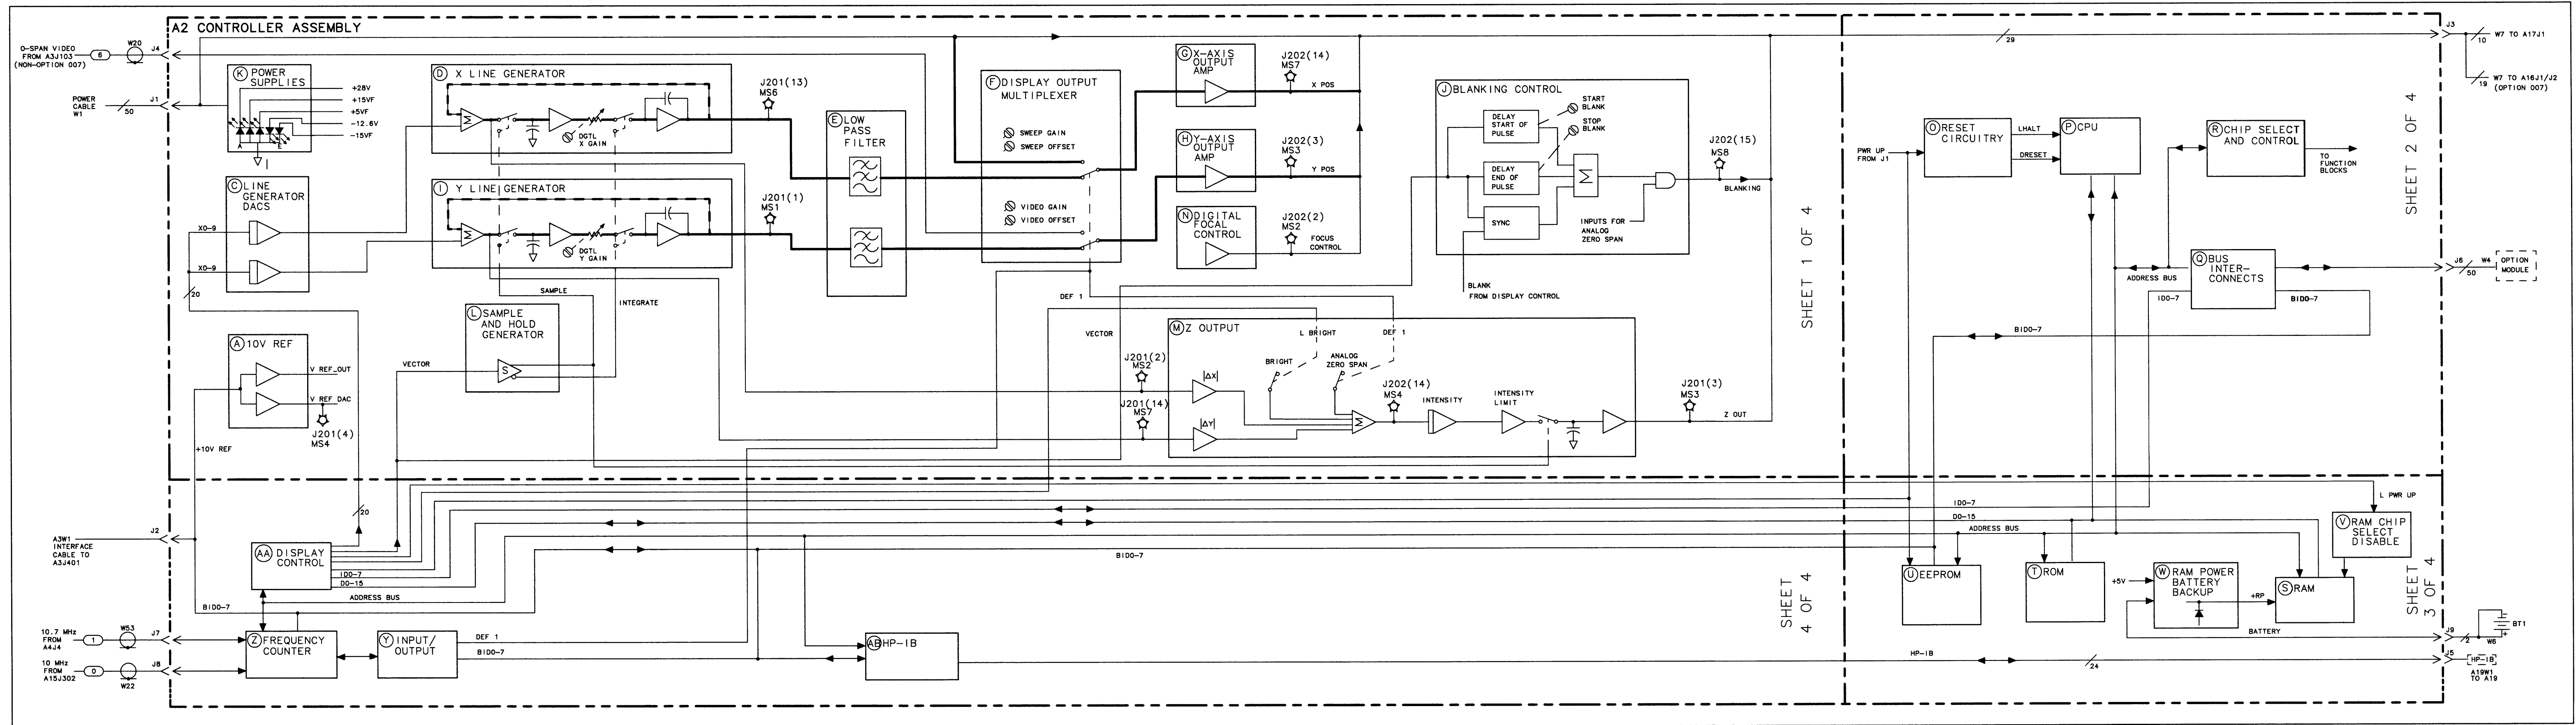 A2 CONTROLLER ASSEMBLY
0-SPAN VIDEO
FROM A3J103
(NON-OPTION 007)
6
W20
J4
POWER
CABLE
W1
50
J1
K POWER
SUPPLIES
+28V
+15VF
+5VF
-12.6V
-15VF
A
E
C LINE
GENERATOR
DACS
X0-9
X0-9
20
A 10V REF
V REF_OUT
V REF DAC
J201(4)
MS4
+10V REF
20
D X LINE GENERATOR
Σ
DGTL
X GAIN
J201(13)
MS6
I Y LINE GENERATOR
Σ
DGTL
Y GAIN
J201(1)
MS1
SAMPLE
INTEGRATE
L SAMPLE
AND HOLD
GENERATOR
S
VECTOR
E LOW
PASS
FILTER
F DISPLAY OUTPUT
MULTIPLEXER
SWEEP GAIN
SWEEP OFFSET
VIDEO GAIN
VIDEO OFFSET
DEF 1
VECTOR
G X-AXIS
OUTPUT
AMP
J202(14)
MS7
X POS
H Y-AXIS
OUTPUT
AMP
J202(3)
MS3
Y POS
N DIGITAL
FOCAL
CONTROL
J202(2)
MS2
FOCUS
CONTROL
J BLANKING CONTROL
DELAY
START OF
PULSE
START
BLANK
STOP
BLANK
DELAY
END OF
PULSE
Σ
SYNC
INPUTS FOR
ANALOG
ZERO SPAN
BLANK
FROM DISPLAY CONTROL
J202(15)
MS8
BLANKING
M Z OUTPUT
L BRIGHT
DEF 1
BRIGHT
ANALOG
ZERO SPAN
J201(2)
MS2
|ΔX|
J201(14)
MS7
|ΔY|
Σ
J202(14)
MS4
INTENSITY
INTENSITY
LIMIT
J201(3)
MS3
Z OUT
SHEET 1 OF 4
29
J3
10
W7 TO A17J1
19
W7 TO A16J1/J2
(OPTION 007)
SHEET 2 OF 4
PWR UP
FROM J1
O RESET
CIRCUITRY
LHALT
DRESET
P CPU
R CHIP SELECT
AND CONTROL
TO
FUNCTION
BLOCKS
ADDRESS BUS
Q BUS
INTER-
CONNECTS
ID0-7
BID0-7
BID0-7
J6
50
W4
OPTION
MODULE
A3W1
INTERFACE
CABLE TO
A3J401
J2
AA DISPLAY
CONTROL
ID0-7
D0-15
ADDRESS BUS
BID0-7
10.7 MHz
FROM
A4J4
1
W53
J7
10 MHz
FROM
A15J302
0
W22
J8
Z FREQUENCY
COUNTER
Y INPUT/
OUTPUT
DEF 1
BID0-7
BID0-7
AB HP-IB
SHEET
4 OF 4
ID0-7
D0-15
ADDRESS BUS
L PWR UP
V RAM CHIP
SELECT
DISABLE
U EEPROM
T ROM
+5V
W RAM POWER
BATTERY
BACKUP
+RP
S RAM
BATTERY
SHEET
3 OF 4
J9
2
W6
+
BT1
HP-IB
24
J5
HP-IB
A19W1
TO A19